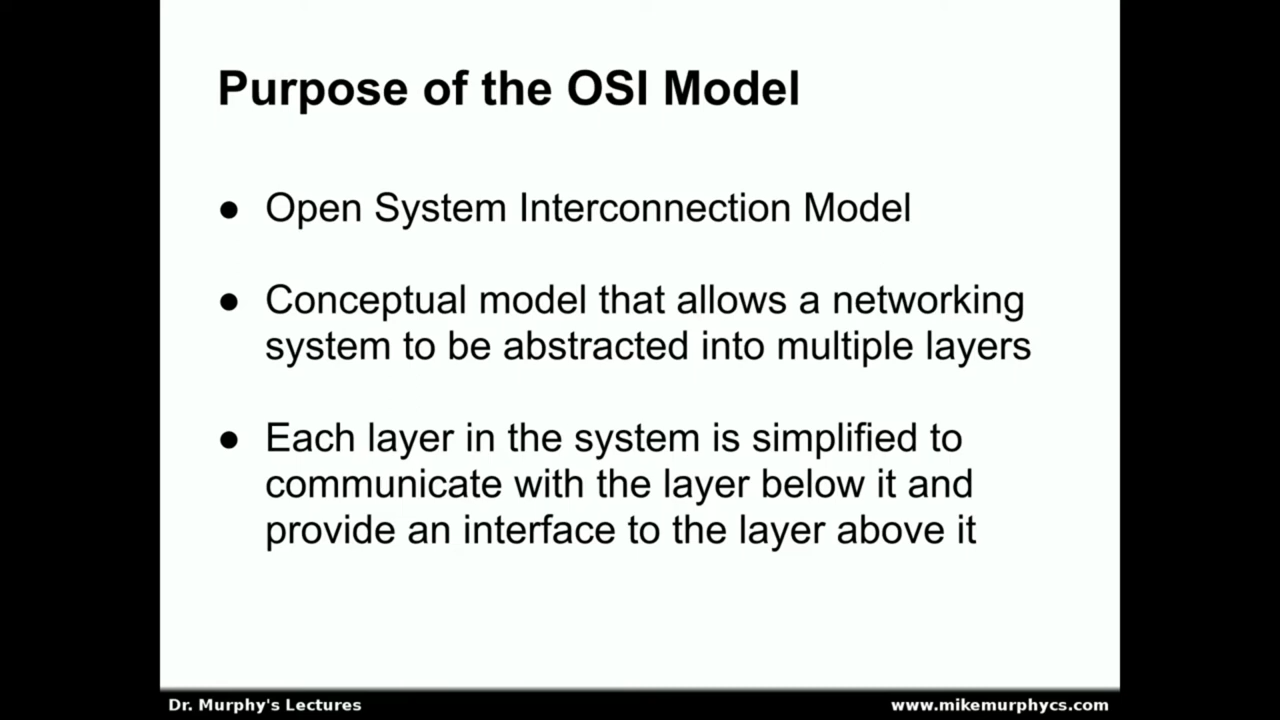 Purpose of the OSI Model
● Open System Interconnection Model
● Conceptual model that allows a networking
system to be abstracted into multiple layers
● Each layer in the system is simplified to
communicate with the layer below it and
provide an interface to the layer above it
Dr. Murphy's Lectures
www.mikemurphycs.com